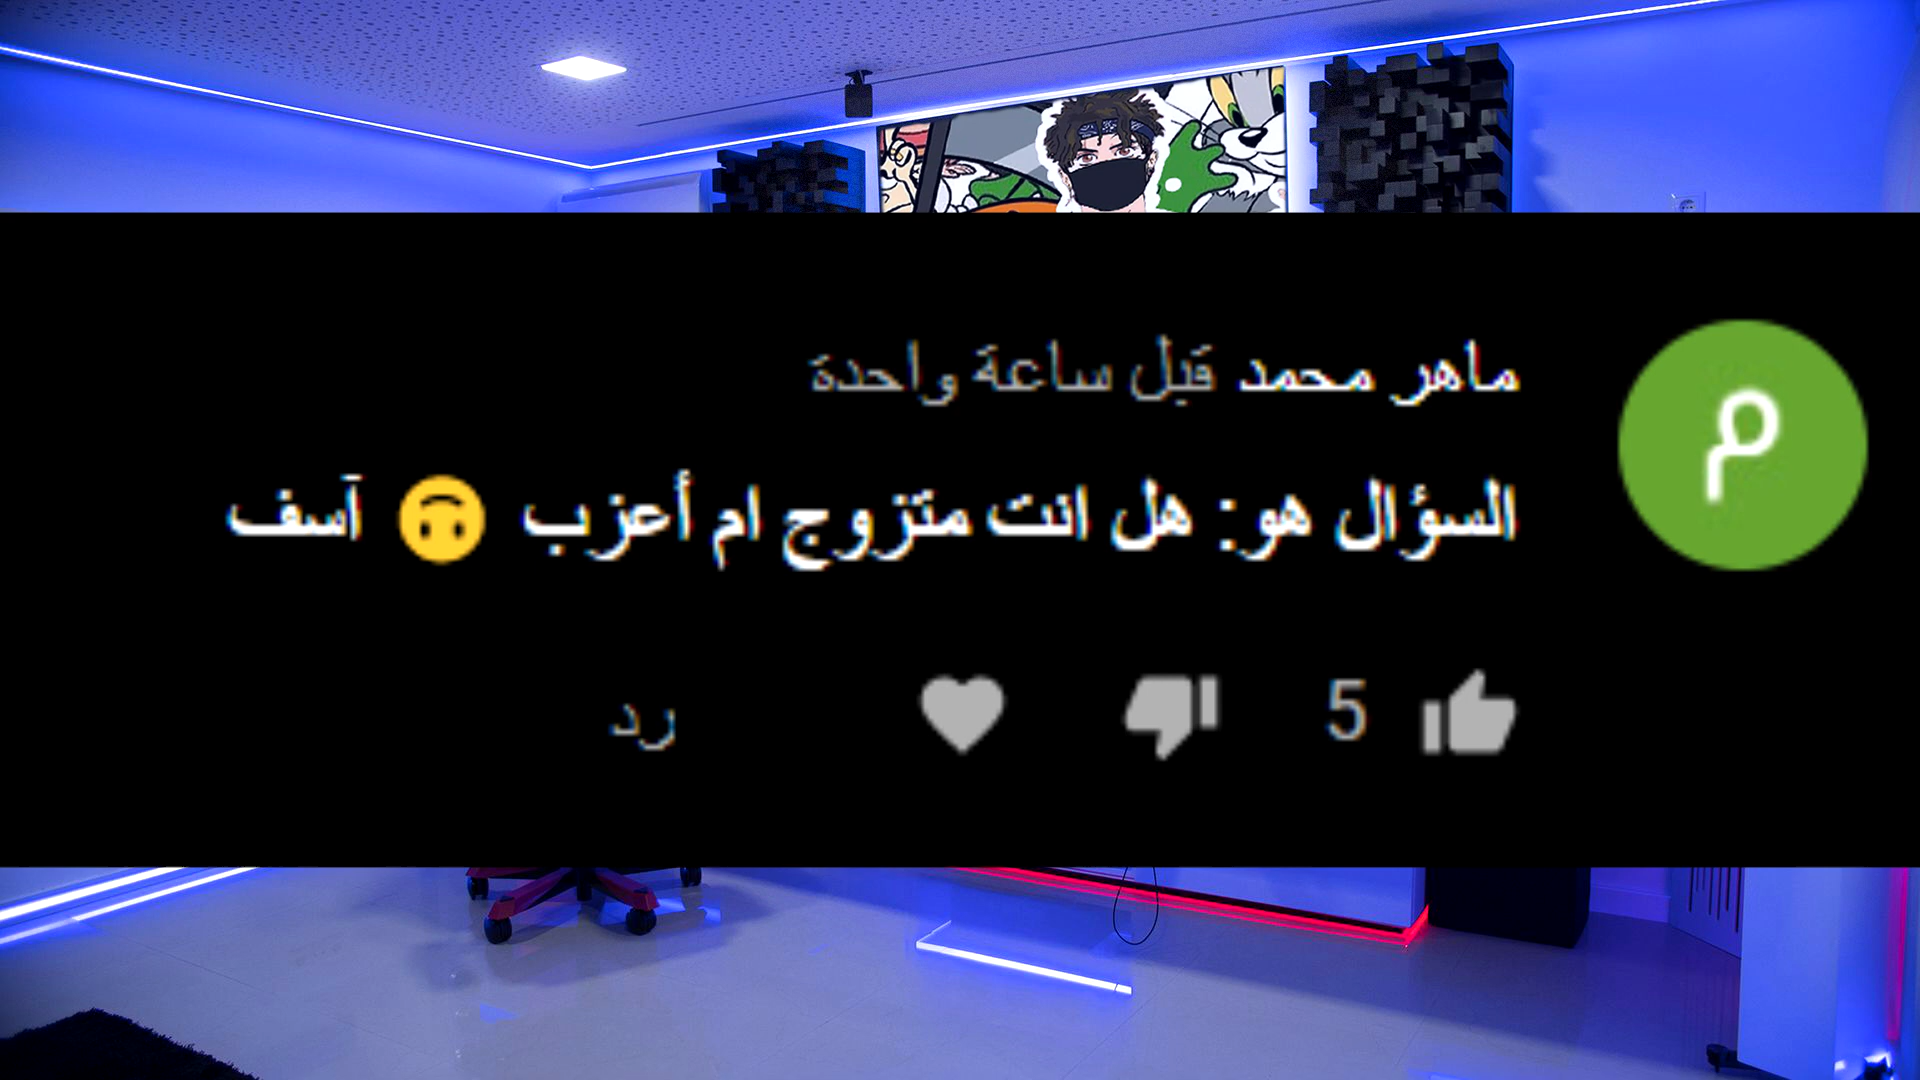 ماهر محمد قبل ساعة واحدة
م
السؤال هو: هل انت متزوج ام أعزب 🙃 آسف
5
رد